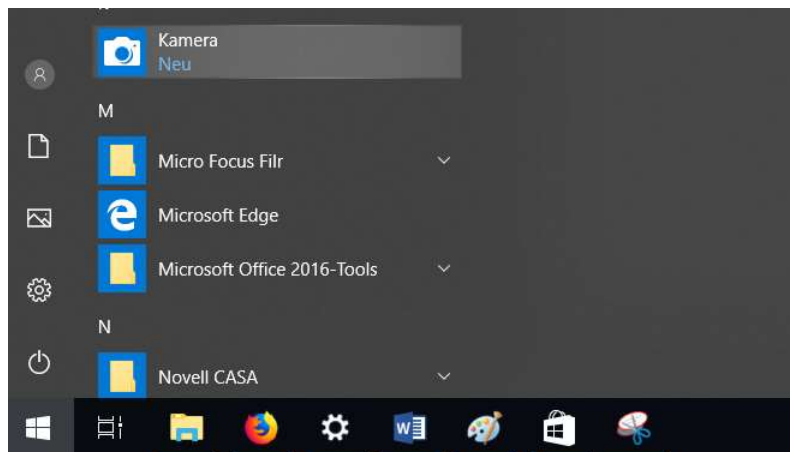 Kamera
Neu
M
Micro Focus Filr
Microsoft Edge
Microsoft Office 2016-Tools
N
Novell CASA